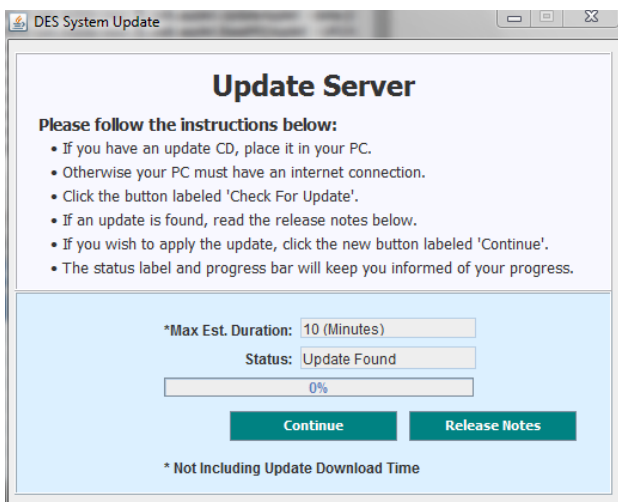 DES System Update
Update Server
Please follow the instructions below:
• If you have an update CD, place it in your PC.
• Otherwise your PC must have an internet connection.
• Click the button labeled 'Check For Update'.
• If an update is found, read the release notes below.
• If you wish to apply the update, click the new button labeled 'Continue'.
• The status label and progress bar will keep you informed of your progress.
*Max Est. Duration: 10 (Minutes)
Status: Update Found
0%
Continue Release Notes
* Not Including Update Download Time